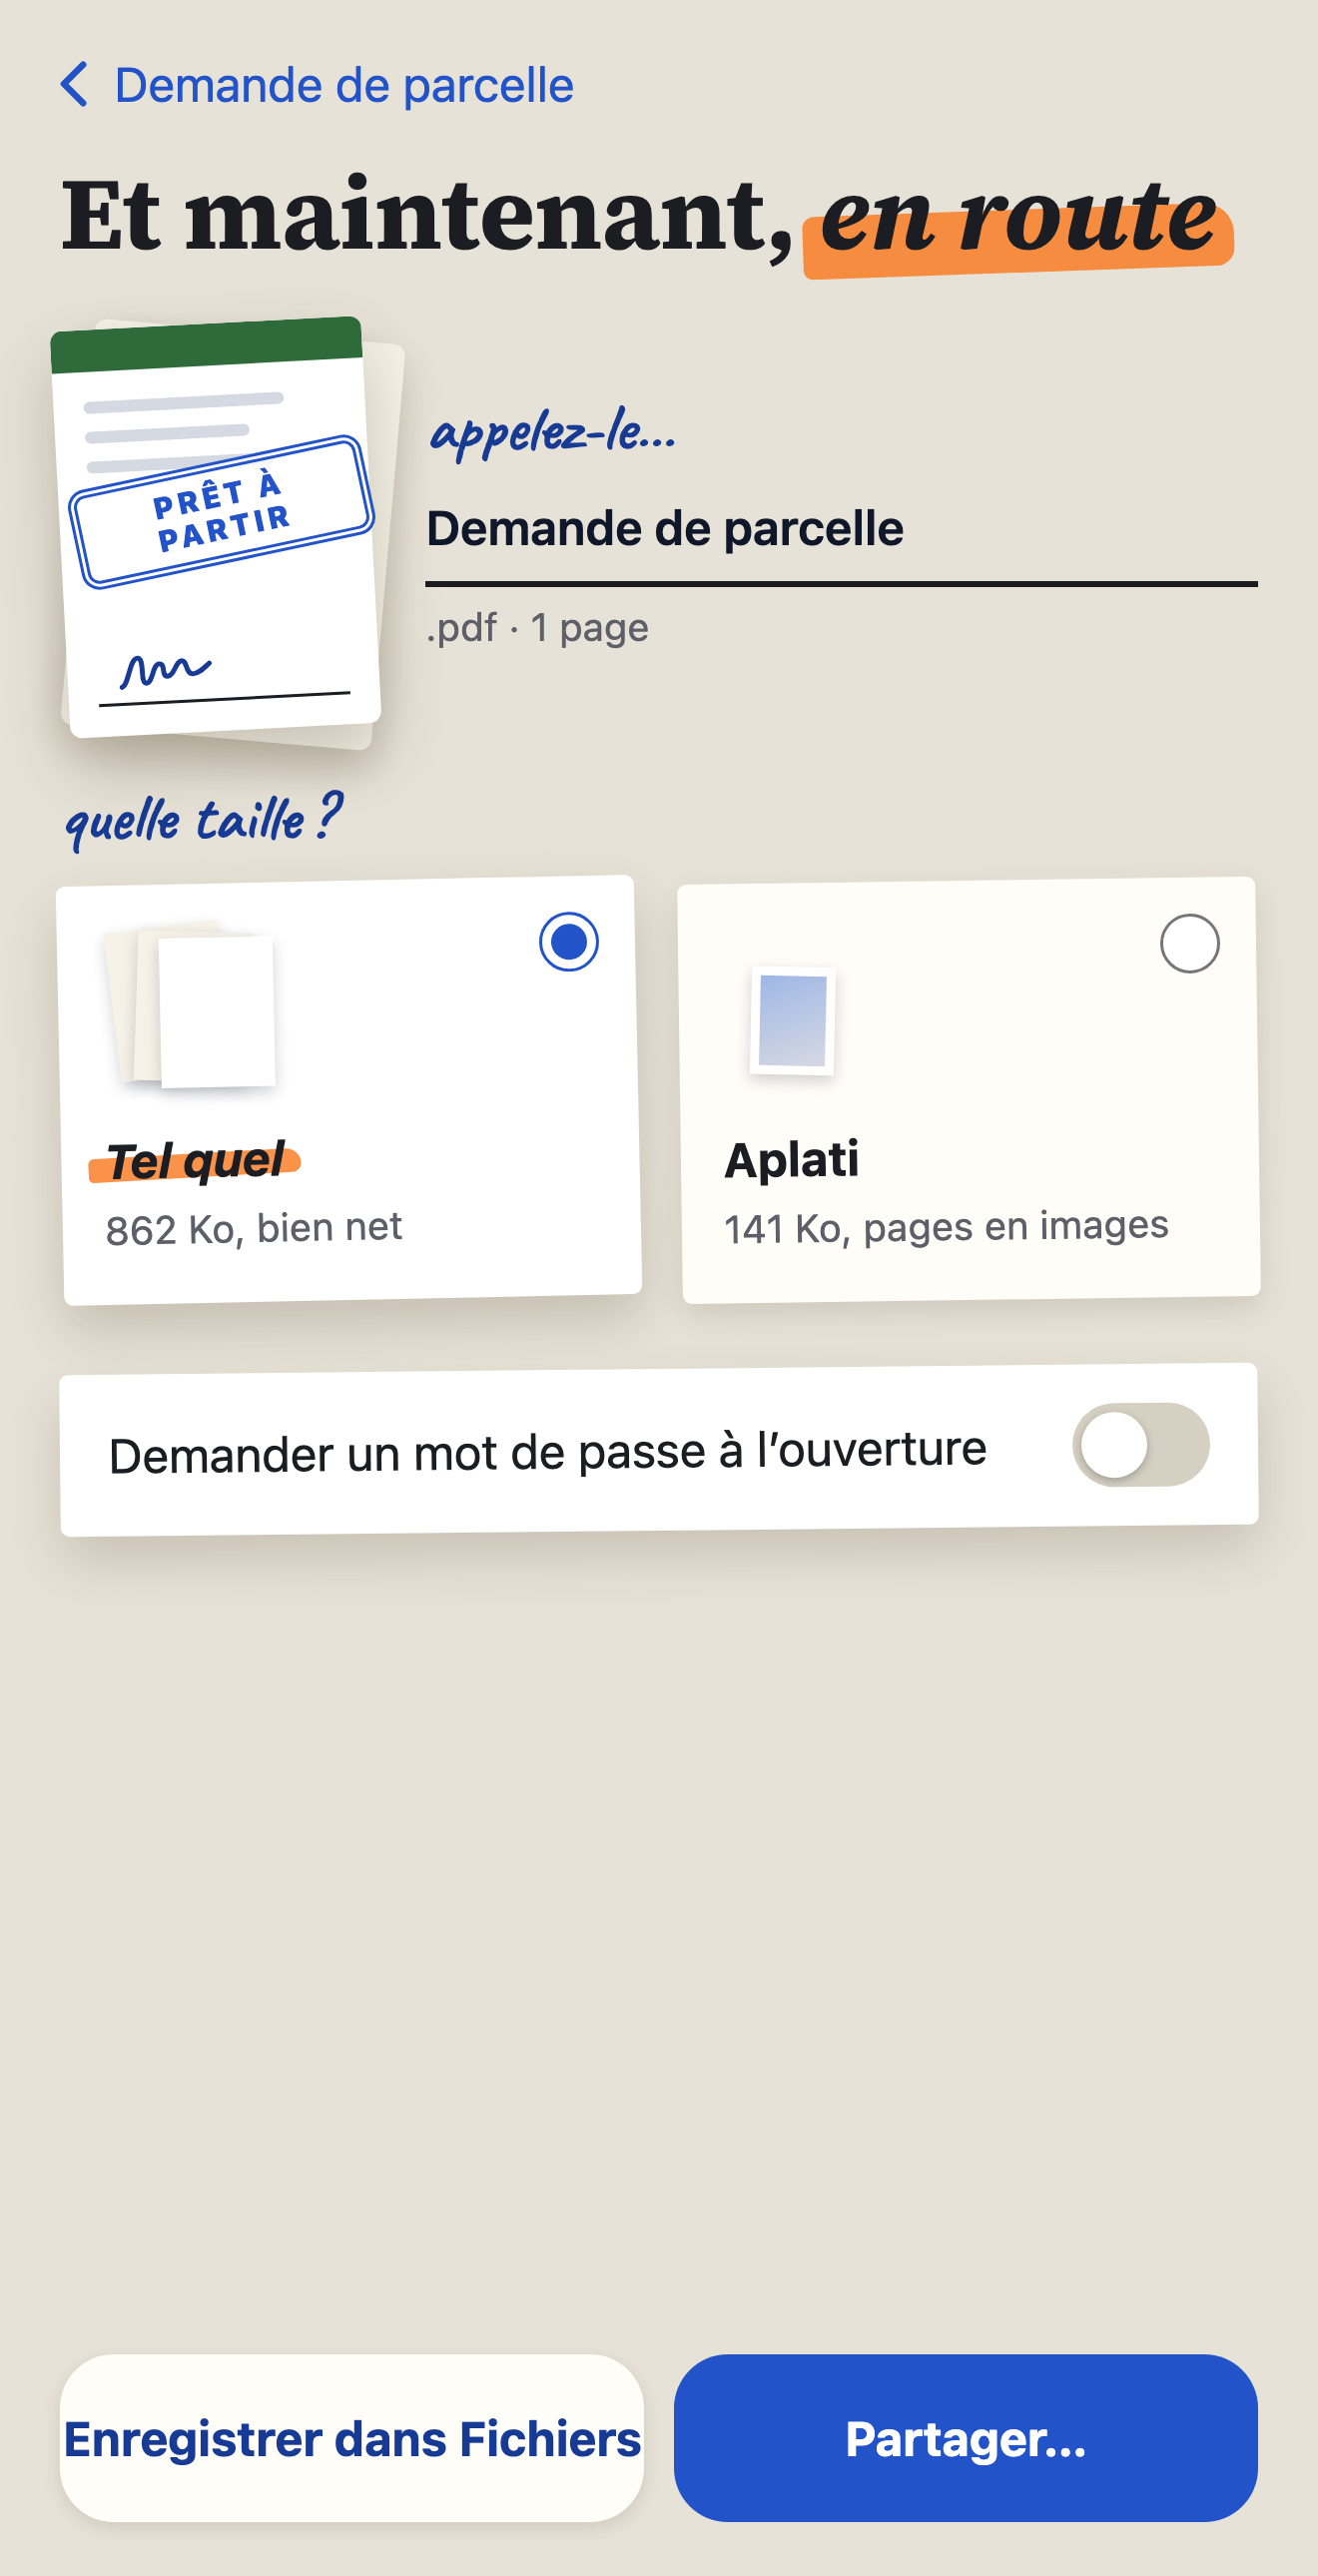 Demande de parcelle
Et maintenant, en route
PRÊT À
PARTIR
appelez-le...
Demande de parcelle
.pdf · 1 page
quelle taille ?
Tel quel
862 Ko, bien net
Aplati
141 Ko, pages en images
Demander un mot de passe à l’ouverture
Enregistrer dans Fichiers
Partager...